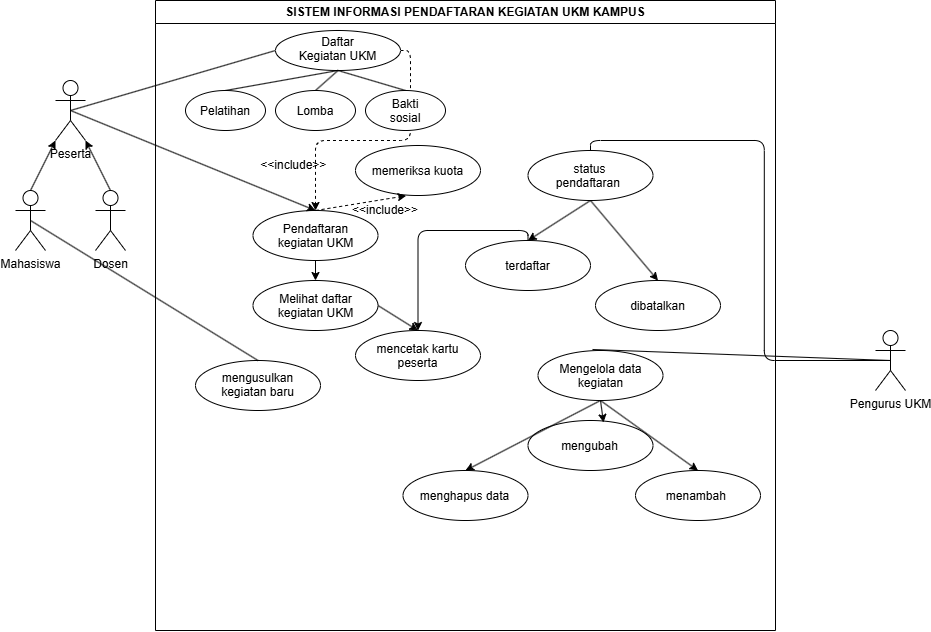 SISTEM INFORMASI PENDAFTARAN KEGIATAN UKM KAMPUS
Daftar
Kegiatan UKM
Pelatihan
Lomba
Bakti
sosial
Peserta
<<include>>
memeriksa kuota
status
pendaftaran
<<include>>
Pendaftaran
kegiatan UKM
Mahasiswa
Dosen
terdaftar
Melihat daftar
kegiatan UKM
dibatalkan
mencetak kartu
peserta
mengusulkan
kegiatan baru
Mengelola data
kegiatan
Pengurus UKM
mengubah
menghapus data
menambah